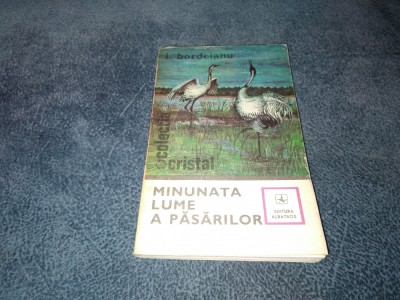 i. bordeianu
colecția
cristal
MINUNATA
LUME
A PĂSĂRILOR
EDITURA
ALBATROS